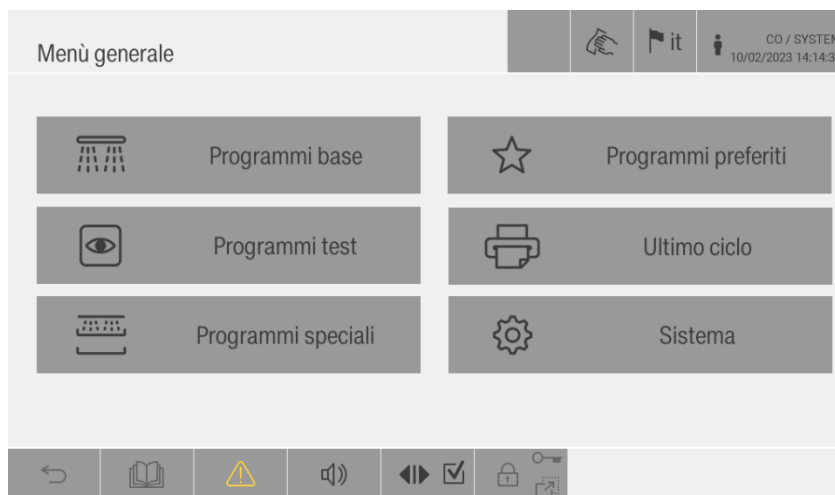 Menù generale
it
CO / SYSTEM
10/02/2023 14:14:3
Programmi base
Programmi preferiti
Programmi test
Ultimo ciclo
Programmi speciali
Sistema